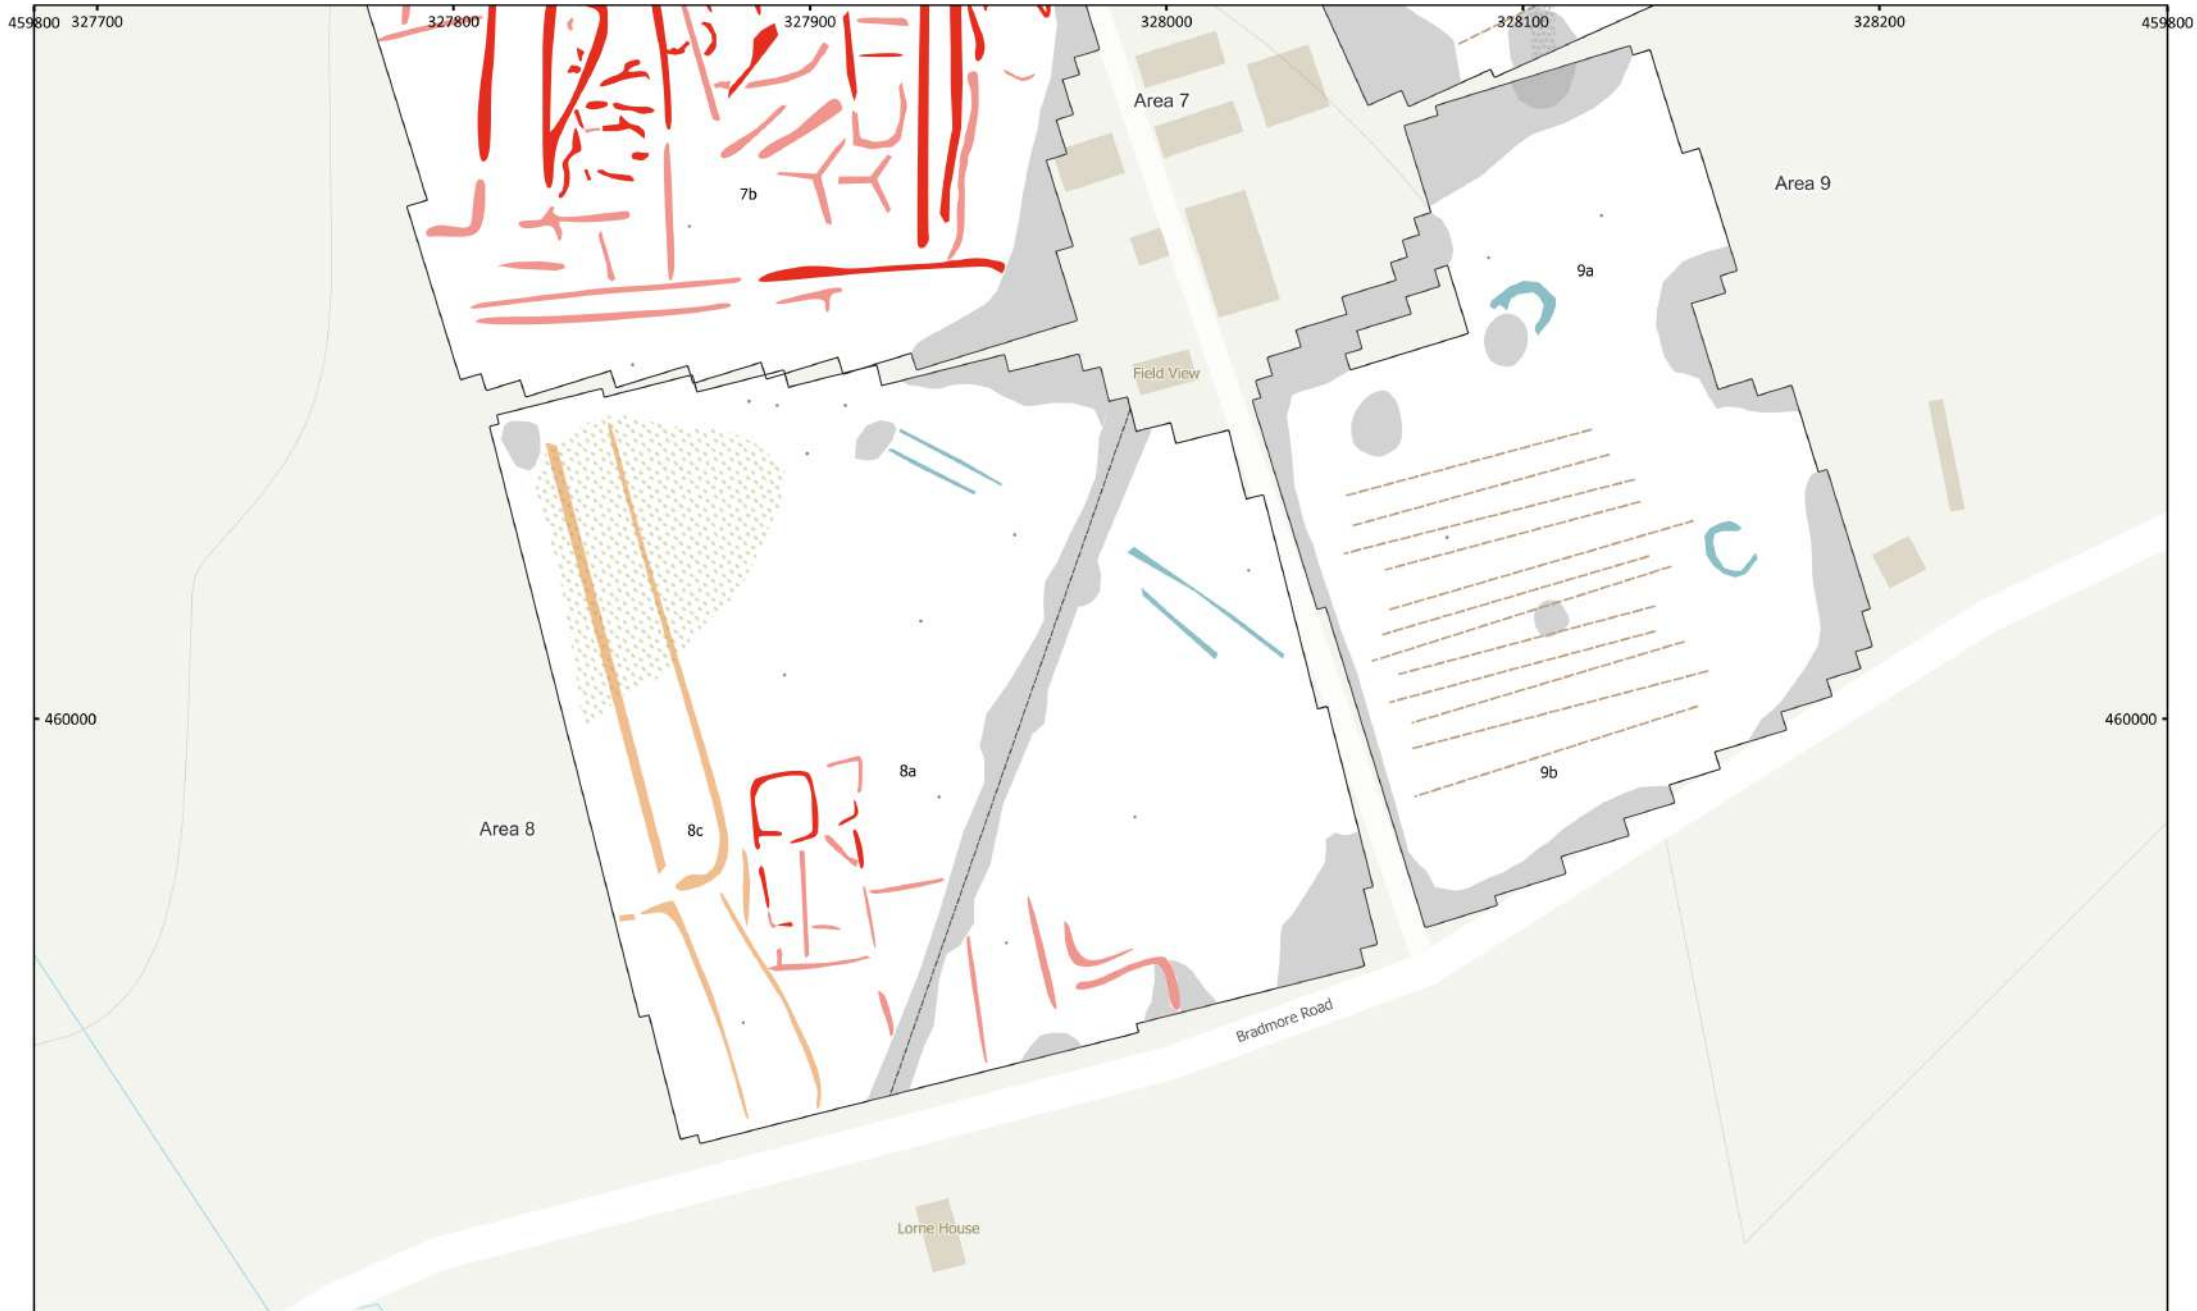 459800 327700 327800 327900 328000 328100 328200 459800
Area 7
Area 9
7b
9a
Field View
460000 460000
8a
9b
Area 8
8c
Bradmore Road
Lorne House